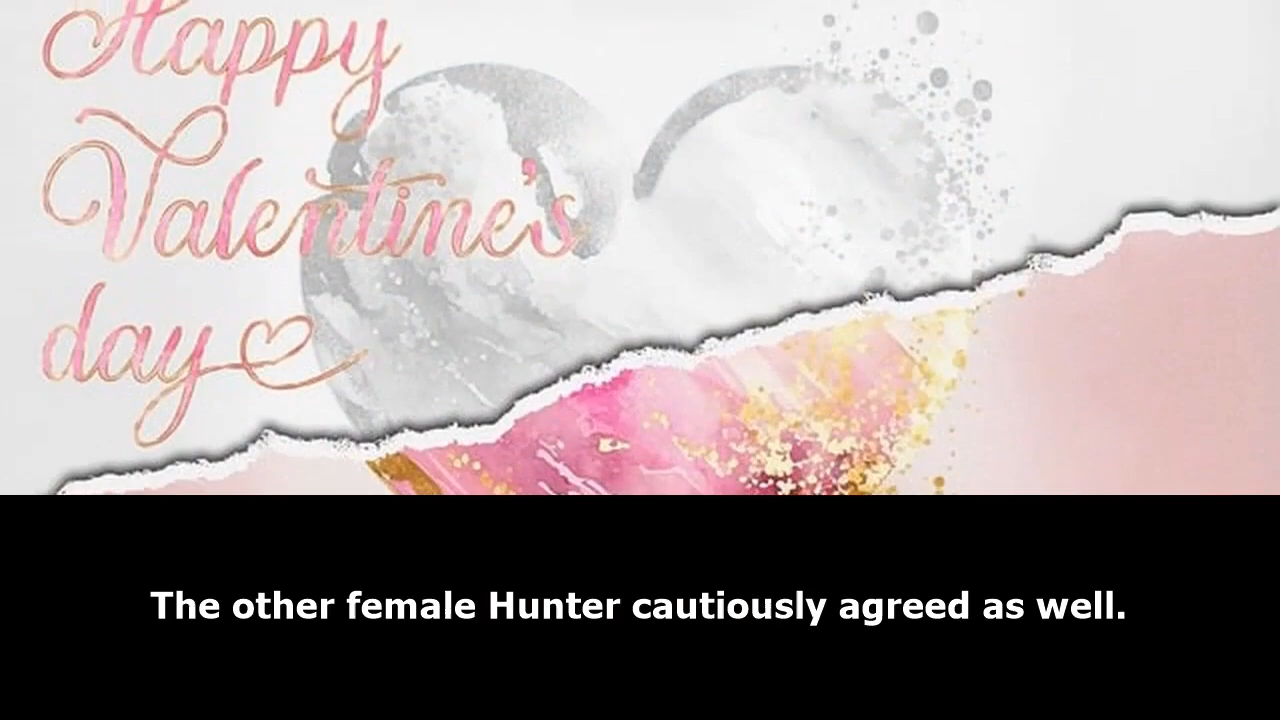 Happy
Valentine's
day
The other female Hunter cautiously agreed as well.